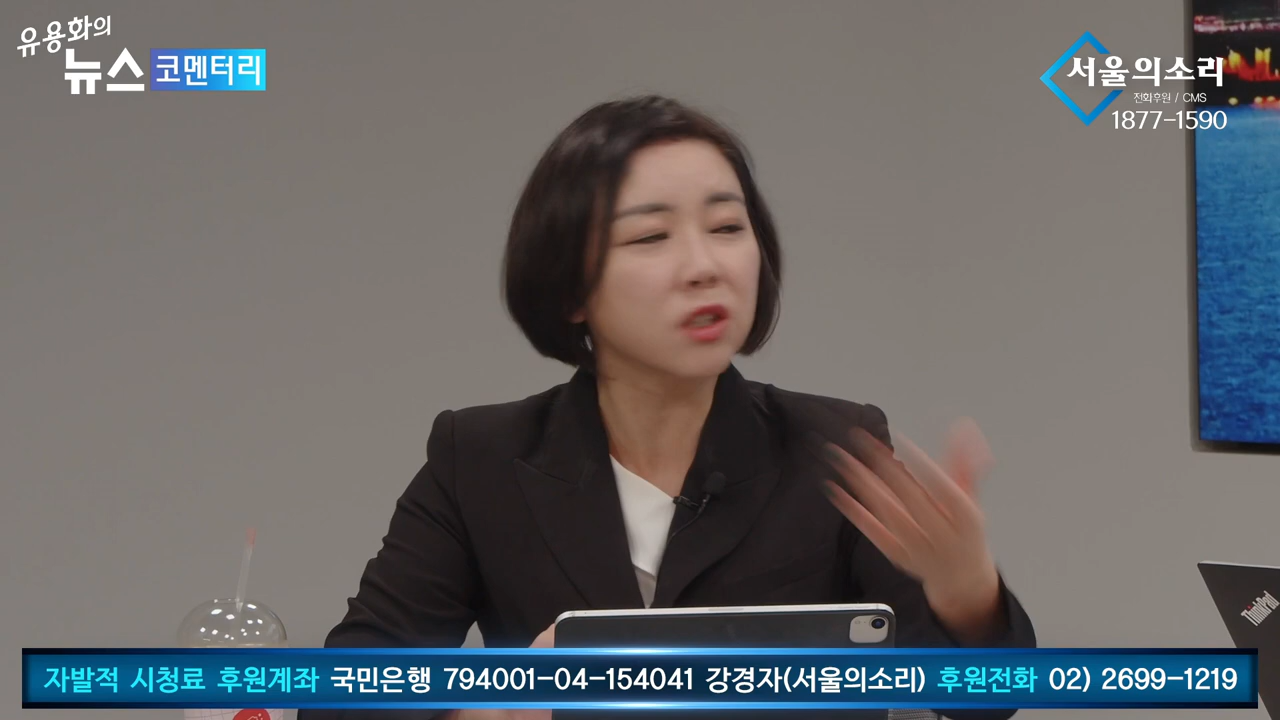 유용화의
뉴스 코멘터리
서울의소리
전화후원 / CMS
1877-1590
ThinkPad
자발적 시청료 후원계좌 국민은행 794001-04-154041 강경자(서울의소리) 후원전화 02) 2699-1219